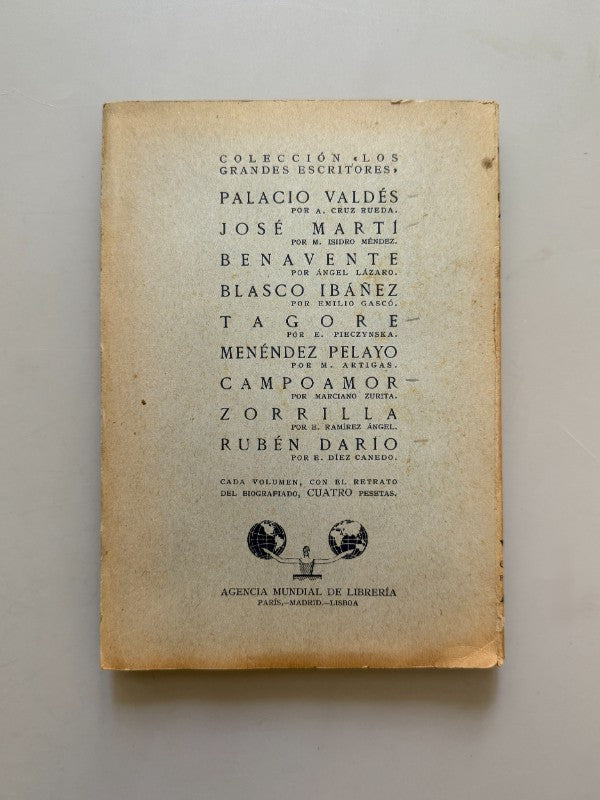 COLECCIÓN «LOS
GRANDES ESCRITORES»
PALACIO VALDÉS
POR A. CRUZ RUEDA.
JOSÉ MARTÍ
POR M. ISIDRO MÉNDEZ.
BENAVENTE
POR ÁNGEL LÁZARO.
BLASCO IBÁÑEZ
POR EMILIO GASCÓ.
TAGORE
POR E. PIECZYNSKA.
MENÉNDEZ PELAYO
POR M. ARTIGAS.
CAMPOAMOR
POR MARCIANO ZURITA.
ZORRILLA
POR E. RAMÍREZ ÁNGEL.
RUBÉN DARÍO
POR E. DÍEZ CANEDO.
CADA VOLUMEN, CON EL RETRATO
DEL BIOGRAFIADO, CUATRO PESETAS.
AGENCIA MUNDIAL DE LIBRERÍA
PARÍS.—MADRID.—LISBOA